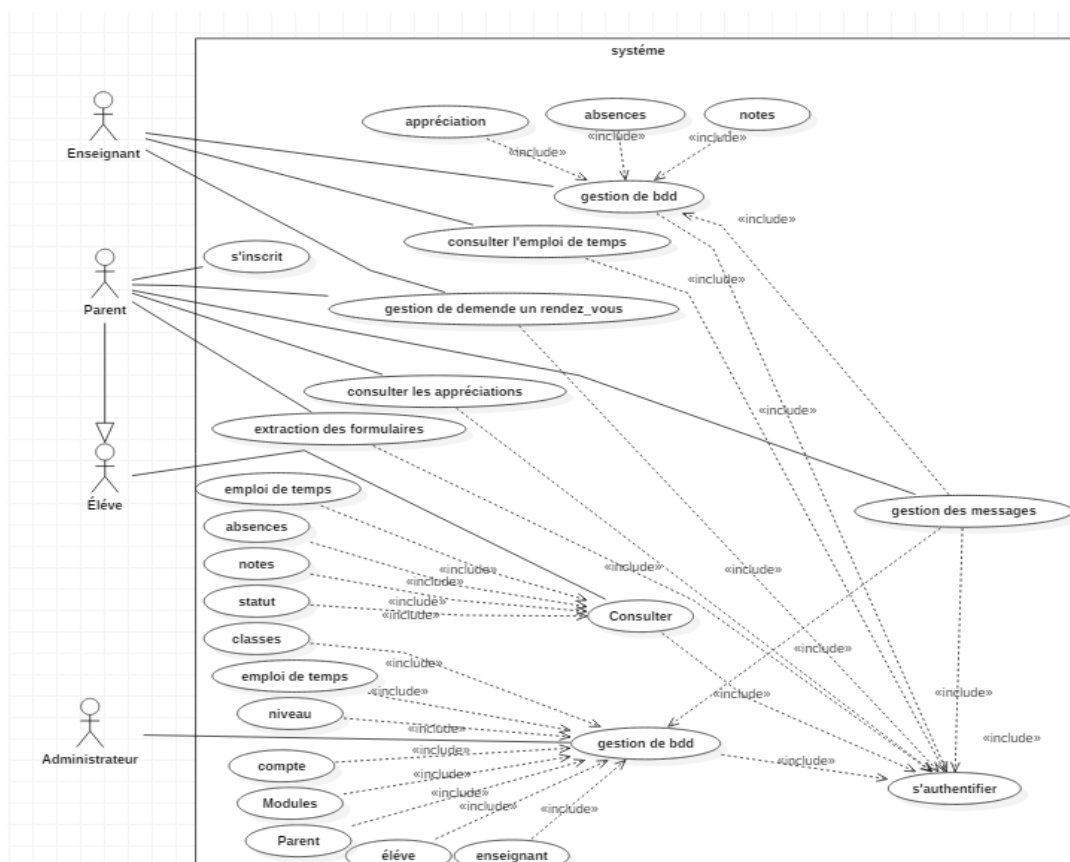 systéme
appréciation
absences
notes
«include»
«include»
«include»
Enseignant
gestion de bdd
«include»
consulter l'emploi de temps
s'inscrit
«include»
Parent
gestion de demende un rendez_vous
consulter les appréciations
«include»
extraction des formulaires
Éléve
emploi de temps
gestion des messages
absences
notes
«include»
«include»
«include»
«include»
statut
«include»
«include»
Consulter
classes
«include»
«include»
emploi de temps
«include»
«include»
«include»
niveau
«include»
Administrateur
gestion de bdd
«include»
compte
«include»
«include»
s'authentifier
Modules
«include»
«include»
«include»
Parent
éléve
enseignant